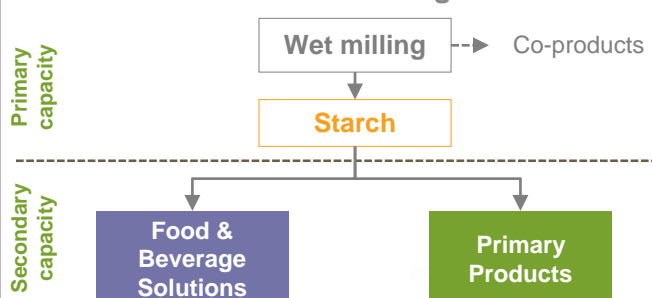 Wet milling
Co-products
Primary
capacity
Starch
Secondary
capacity
Food &
Beverage
Solutions
Primary
Products